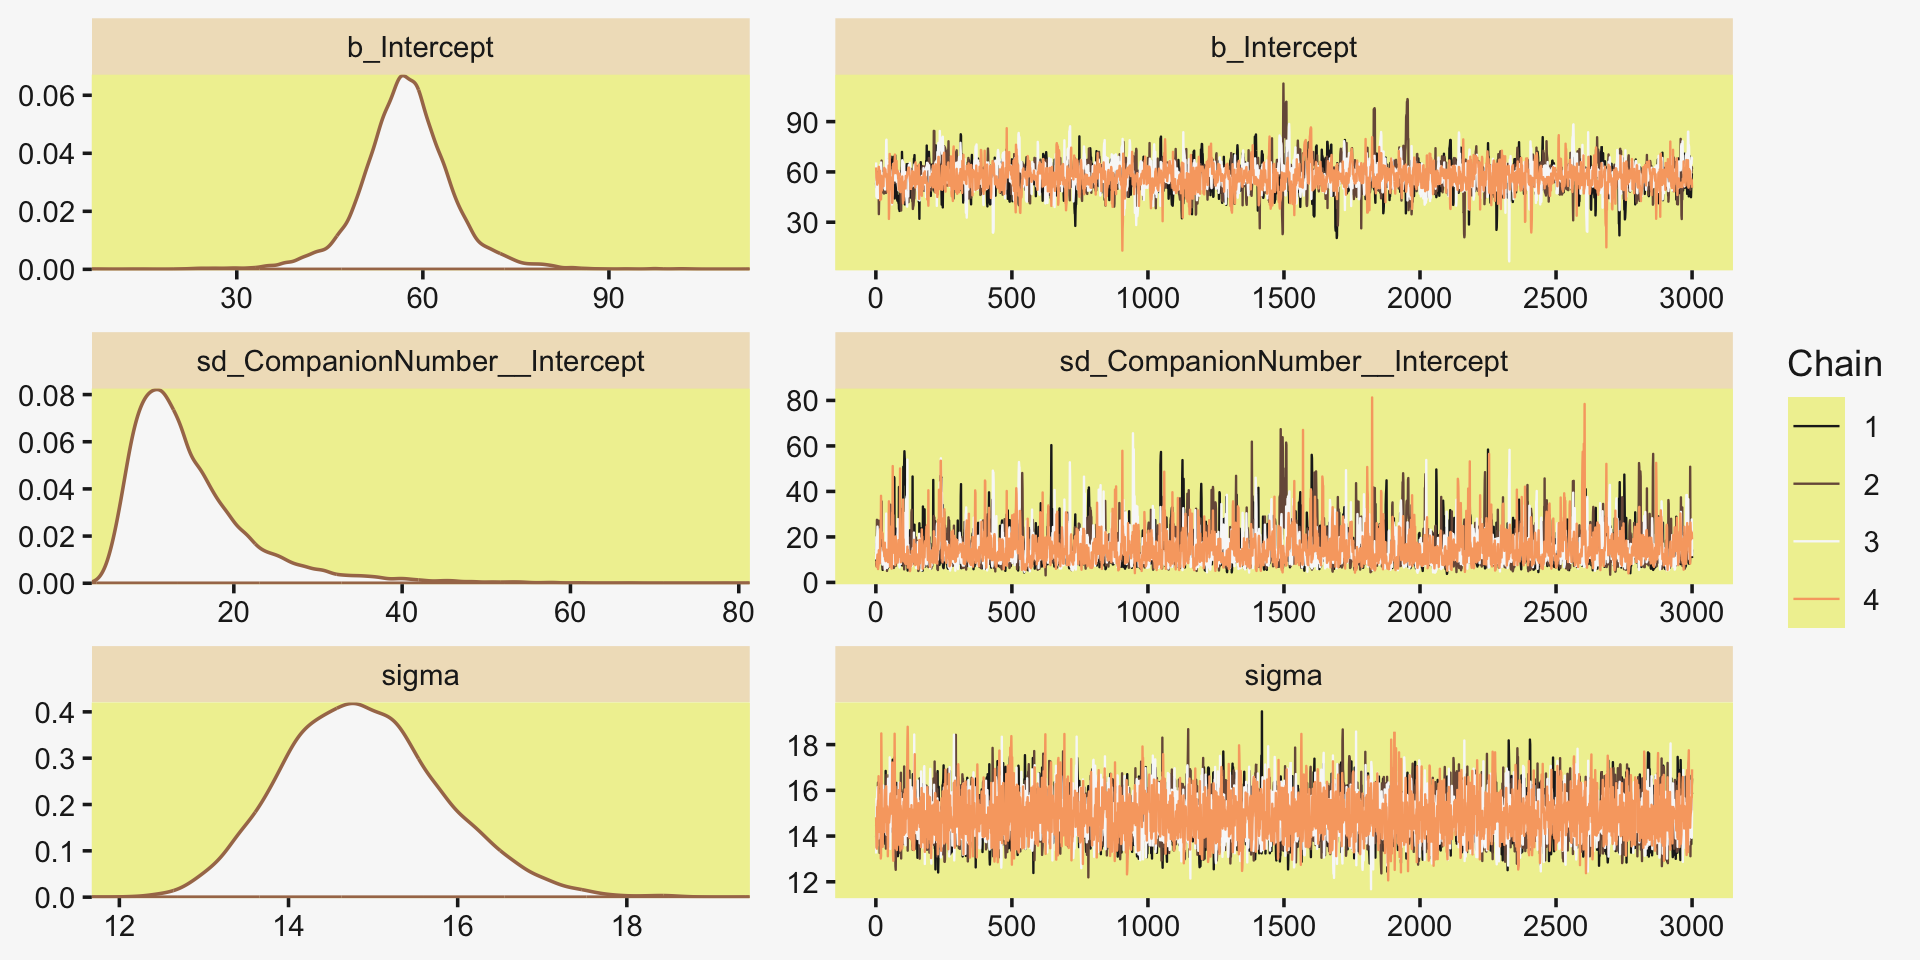 b_Intercept
b_Intercept
0.06
0.04
0.02
0.00
30 60 90
90
60
30
0 500 1000 1500 2000 2500 3000
sd_CompanionNumber__Intercept
sd_CompanionNumber__Intercept
0.08
0.06
0.04
0.02
0.00
20 40 60 80
80
60
40
20
0
0 500 1000 1500 2000 2500 3000
sigma
sigma
0.4
0.3
0.2
0.1
0.0
12 14 16 18
18
16
14
12
0 500 1000 1500 2000 2500 3000
Chain
1
2
3
4